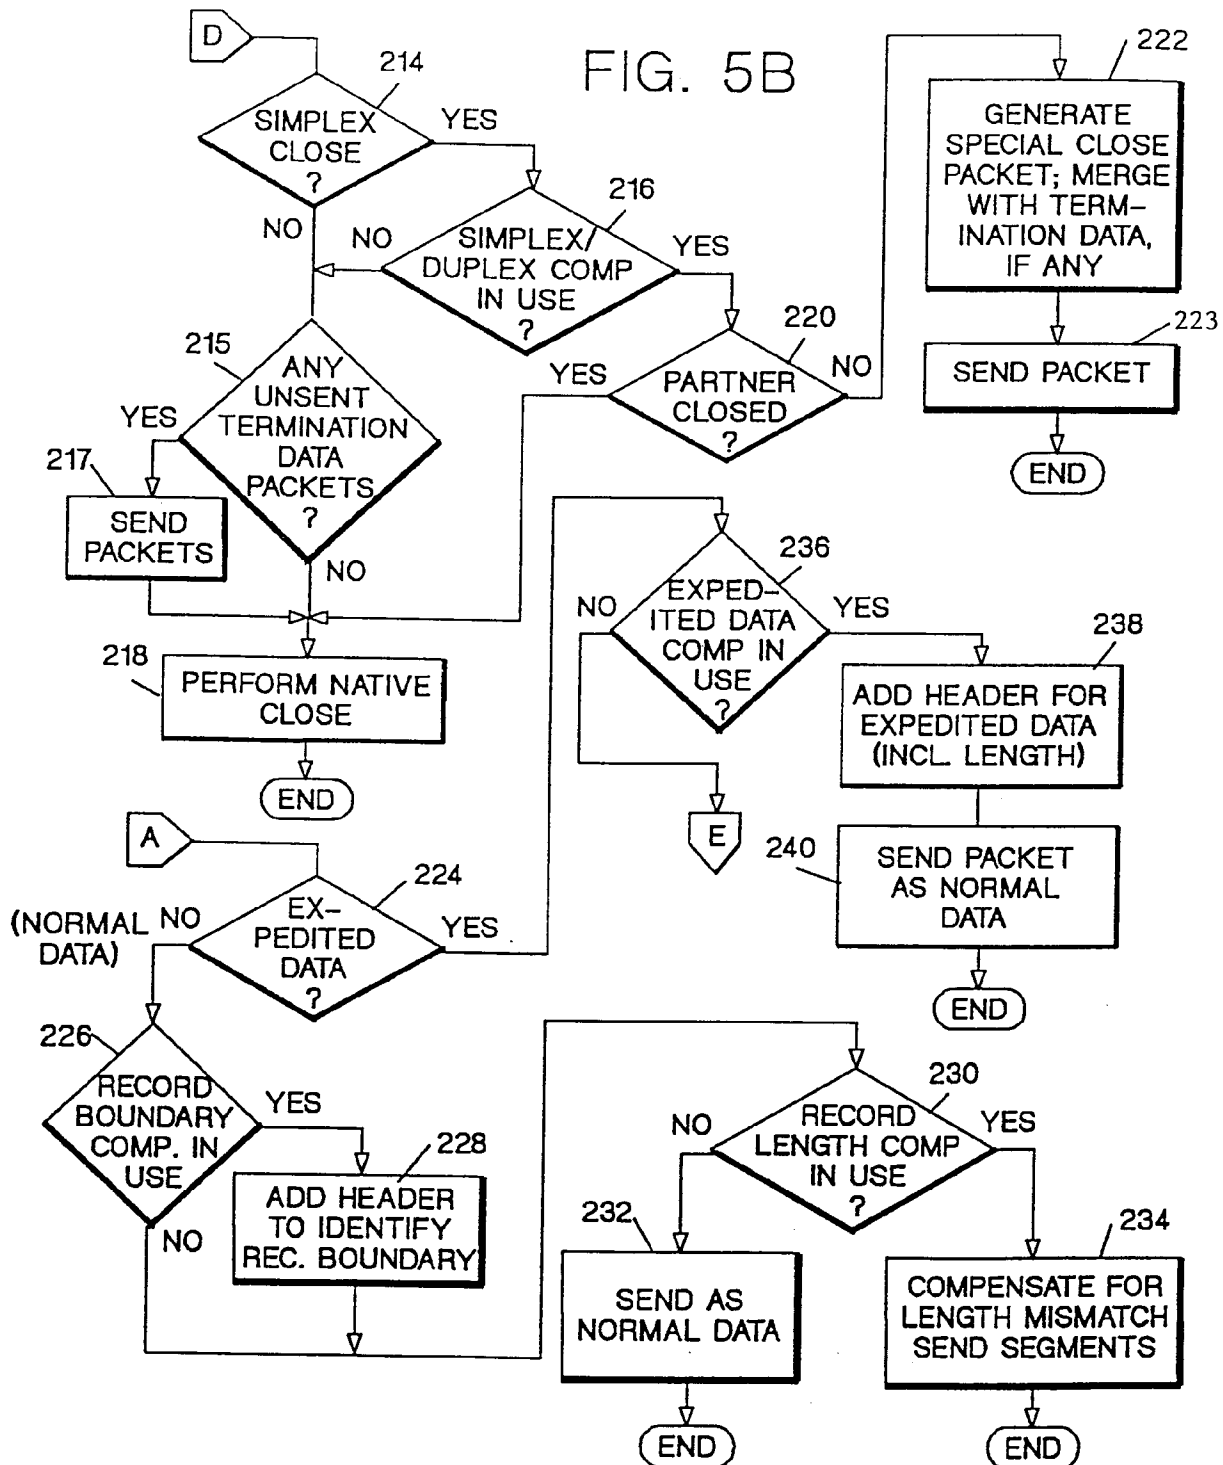 FIG. 5B
D
214
SIMPLEX
CLOSE
?
YES
NO
216
SIMPLEX/
DUPLEX COMP
IN USE
?
NO
YES
220
PARTNER
CLOSED
?
YES
NO
222
GENERATE
SPECIAL CLOSE
PACKET; MERGE
WITH TERM-
INATION DATA,
IF ANY
223
SEND PACKET
END
215
ANY
UNSENT
TERMINATION
DATA
PACKETS
?
YES
NO
217
SEND
PACKETS
218
PERFORM NATIVE
CLOSE
END
A
224
EX-
PEDITED
DATA
?
(NORMAL
DATA)
NO
YES
236
EXPED-
ITED DATA
COMP IN
USE
?
NO
YES
E
238
ADD HEADER FOR
EXPEDITED DATA
(INCL. LENGTH)
240
SEND PACKET
AS NORMAL
DATA
END
226
RECORD
BOUNDARY
COMP. IN
USE
YES
NO
228
ADD HEADER
TO IDENTIFY
REC. BOUNDARY
230
RECORD
LENGTH COMP
IN USE
?
NO
YES
232
SEND AS
NORMAL DATA
END
234
COMPENSATE FOR
LENGTH MISMATCH
SEND SEGMENTS
END